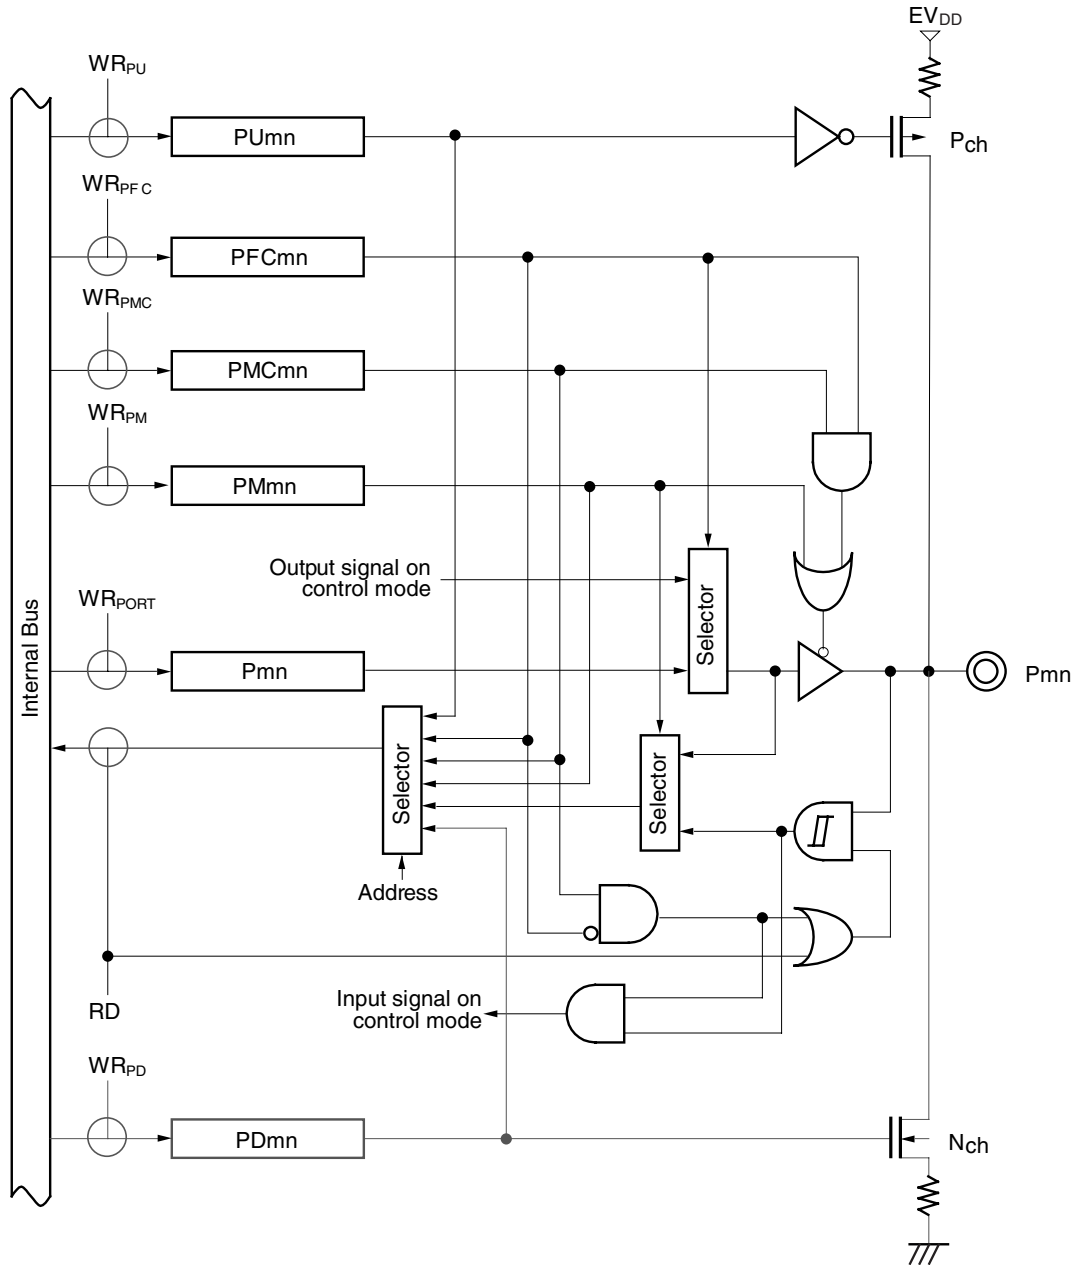 EVDD
WRPU
PUmn
Pch
WRPFC
PFCmn
WRPMC
PMCmn
WRPM
PMmn
Output signal on
control mode
Selector
WRPORT
Internal Bus
Pmn
Pmn
Selector
Selector
Address
RD
Input signal on
control mode
WRPD
PDmn
Nch